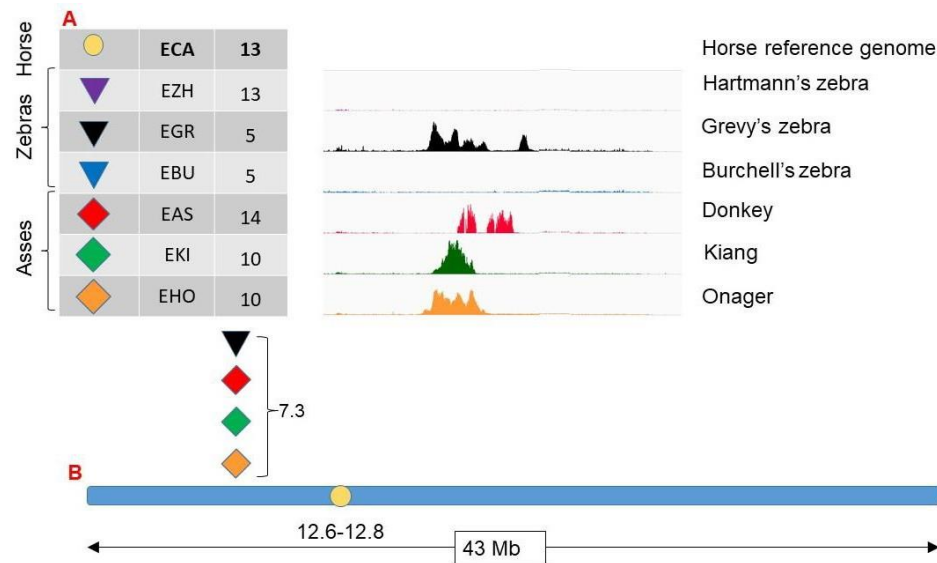 A
Horse
ECA 13
Horse reference genome
Zebras
EZH 13
Hartmann's zebra
EGR 5
Grevy's zebra
EBU 5
Burchell's zebra
Asses
EAS 14
Donkey
EKI 10
Kiang
EHO 10
Onager
7.3
B
12.6-12.8
43 Mb